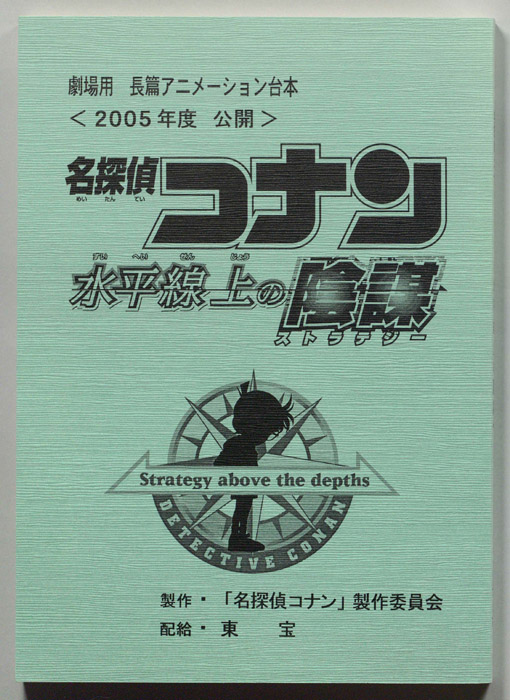 劇場用 長篇アニメーション台本
＜2005年度 公開＞
名探偵コナン
めい たん てい
すい へい せん じょう
水平線上の陰謀
ストラテジー
Strategy above the depths
DETECTIVE CONAN
製作・「名探偵コナン」製作委員会
配給・東 宝